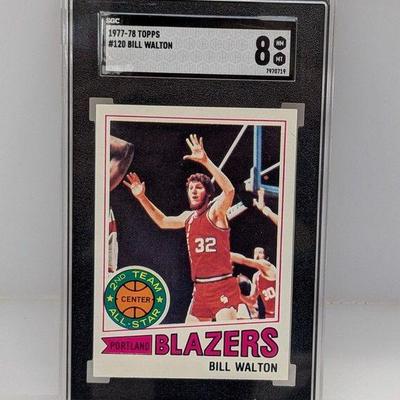 SGC
1977-78 TOPPS
#120 BILL WALTON
8 NM
MT
7970719
32
30
2ND TEAM
CENTER
ALL-STAR
PORTLAND BLAZERS
BILL WALTON